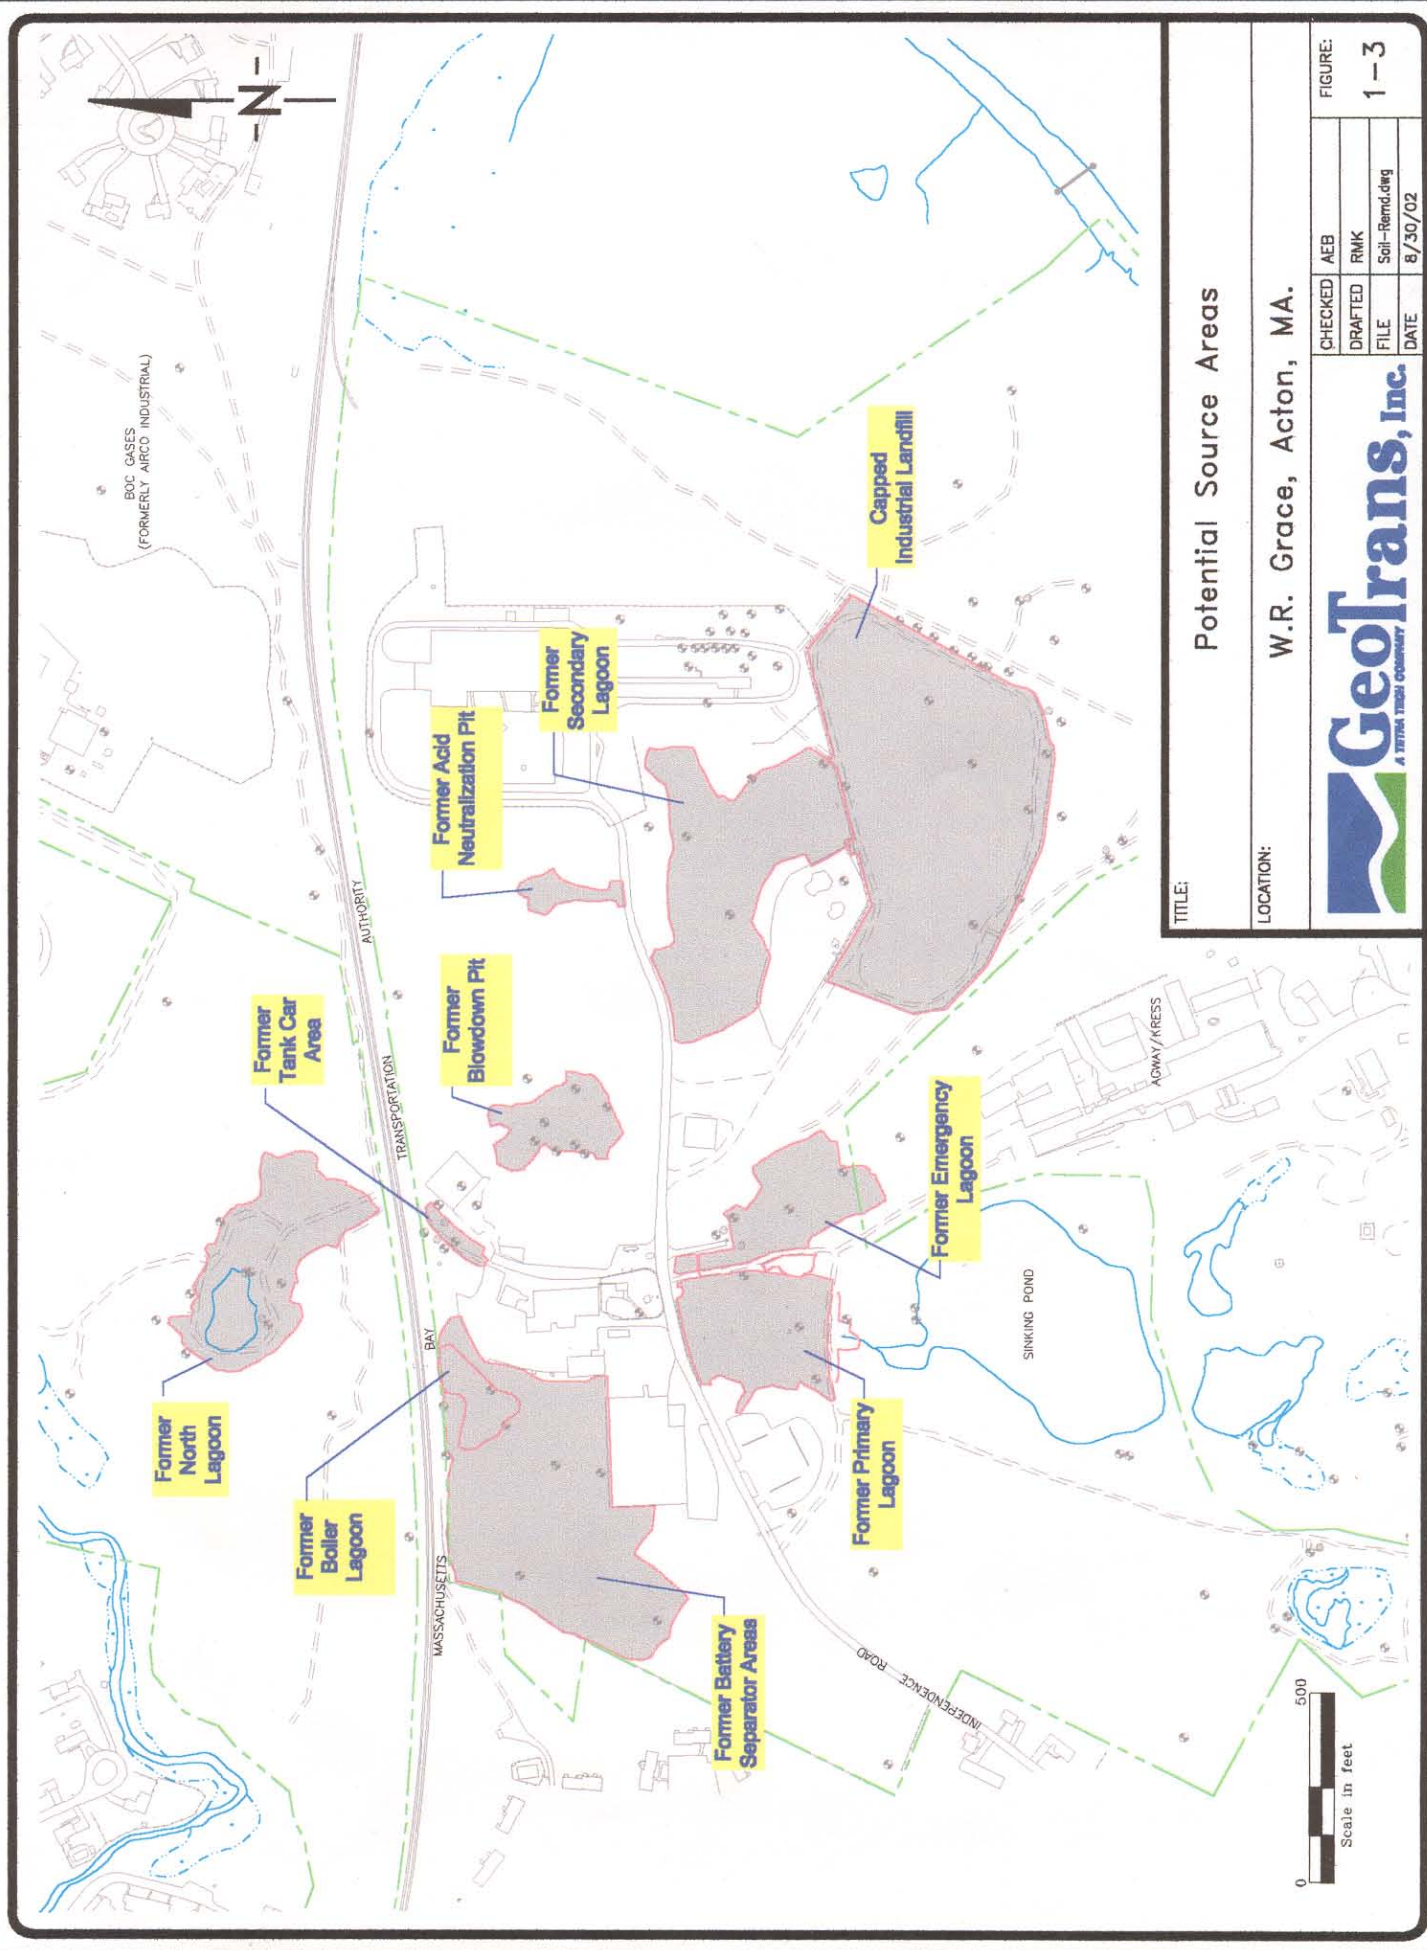 -N-
BOC GASES
(FORMERLY AIRCO INDUSTRIAL)
Former
North
Lagoon
Former
Tank Car
Area
Former
Boiler
Lagoon
MASSACHUSETTS
BAY
TRANSPORTATION
AUTHORITY
Former
Blowdown Pit
Former Acid
Neutralization Pit
Former
Secondary
Lagoon
Former Battery
Separator Areas
Former Primary
Lagoon
Former Emergency
Lagoon
Capped
Industrial Landfill
INDEPENDENCE ROAD
SINKING POND
AGWAY/KRESS
0
500
Scale in feet
TITLE:
Potential Source Areas
LOCATION:
W.R. Grace, Acton, MA.
GeoTrans, Inc.
A TETRA TECH COMPANY
CHECKED AEB
DRAFTED RMK
FILE Soil-Remd.dwg
DATE 8/30/02
FIGURE:
1-3